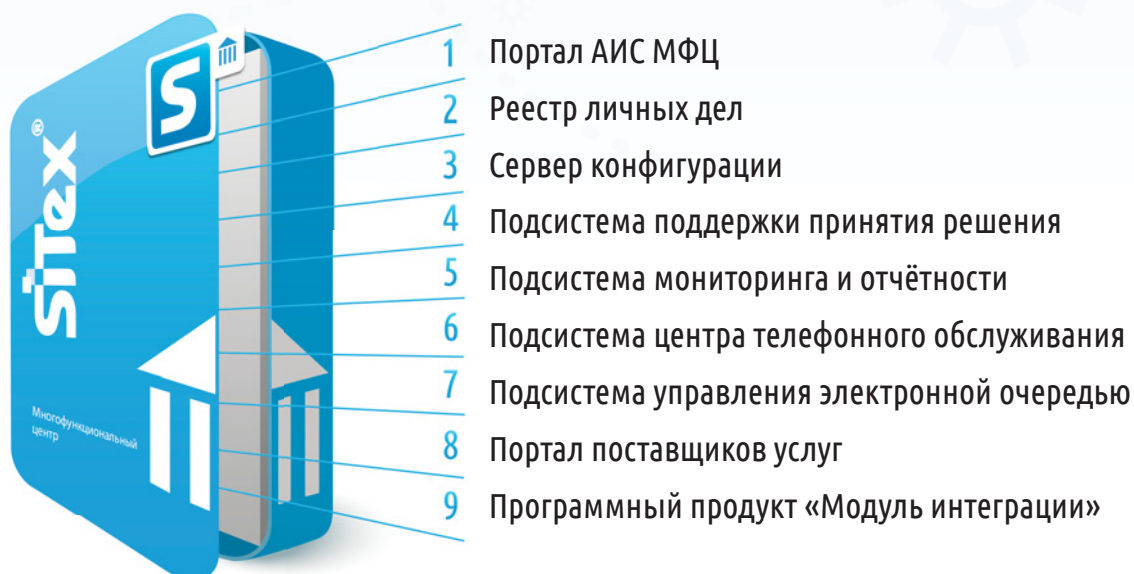 S
SiTex®
Многофункциональный
центр
1 Портал АИС МФЦ
2 Реестр личных дел
3 Сервер конфигурации
4 Подсистема поддержки принятия решения
5 Подсистема мониторинга и отчётности
6 Подсистема центра телефонного обслуживания
7 Подсистема управления электронной очередью
8 Портал поставщиков услуг
9 Программный продукт «Модуль интеграции»